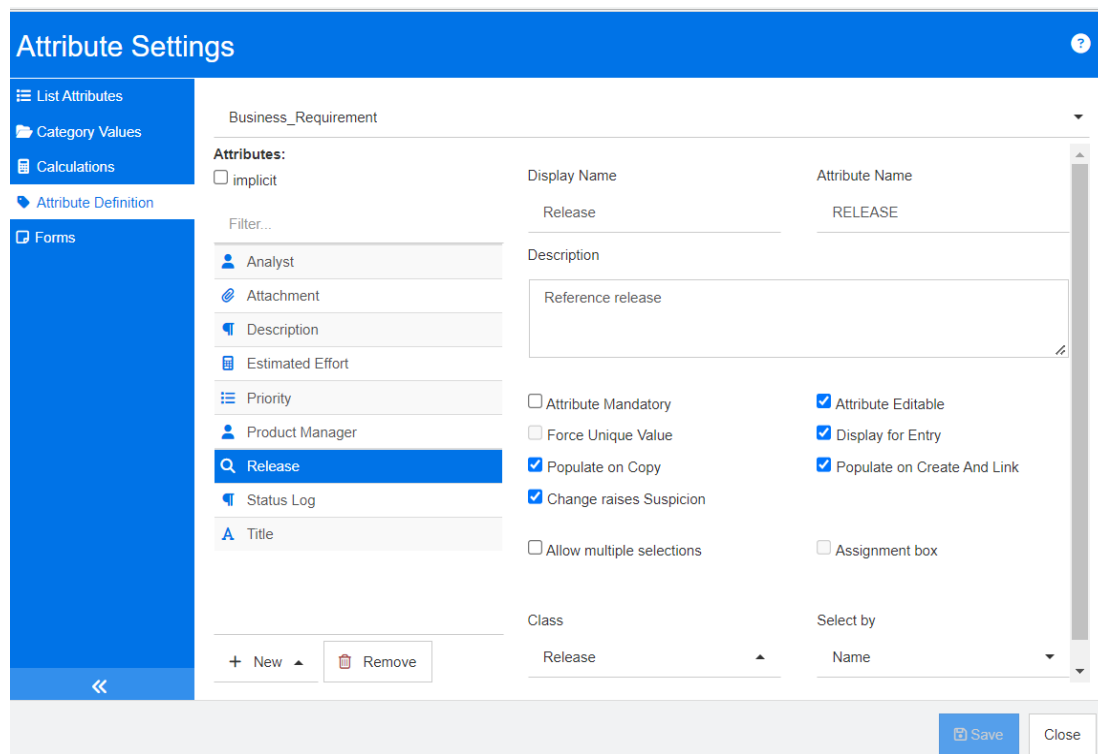 Attribute Settings
?
List Attributes
Category Values
Calculations
Attribute Definition
Forms
Business_Requirement
Attributes:
implicit
Filter...
Analyst
Attachment
Description
Estimated Effort
Priority
Product Manager
Release
Status Log
A Title
+ New
Remove
Display Name
Attribute Name
Release
RELEASE
Description
Reference release
Attribute Mandatory
Attribute Editable
Force Unique Value
Display for Entry
Populate on Copy
Populate on Create And Link
Change raises Suspicion
Allow multiple selections
Assignment box
Class
Select by
Release
Name
Save
Close